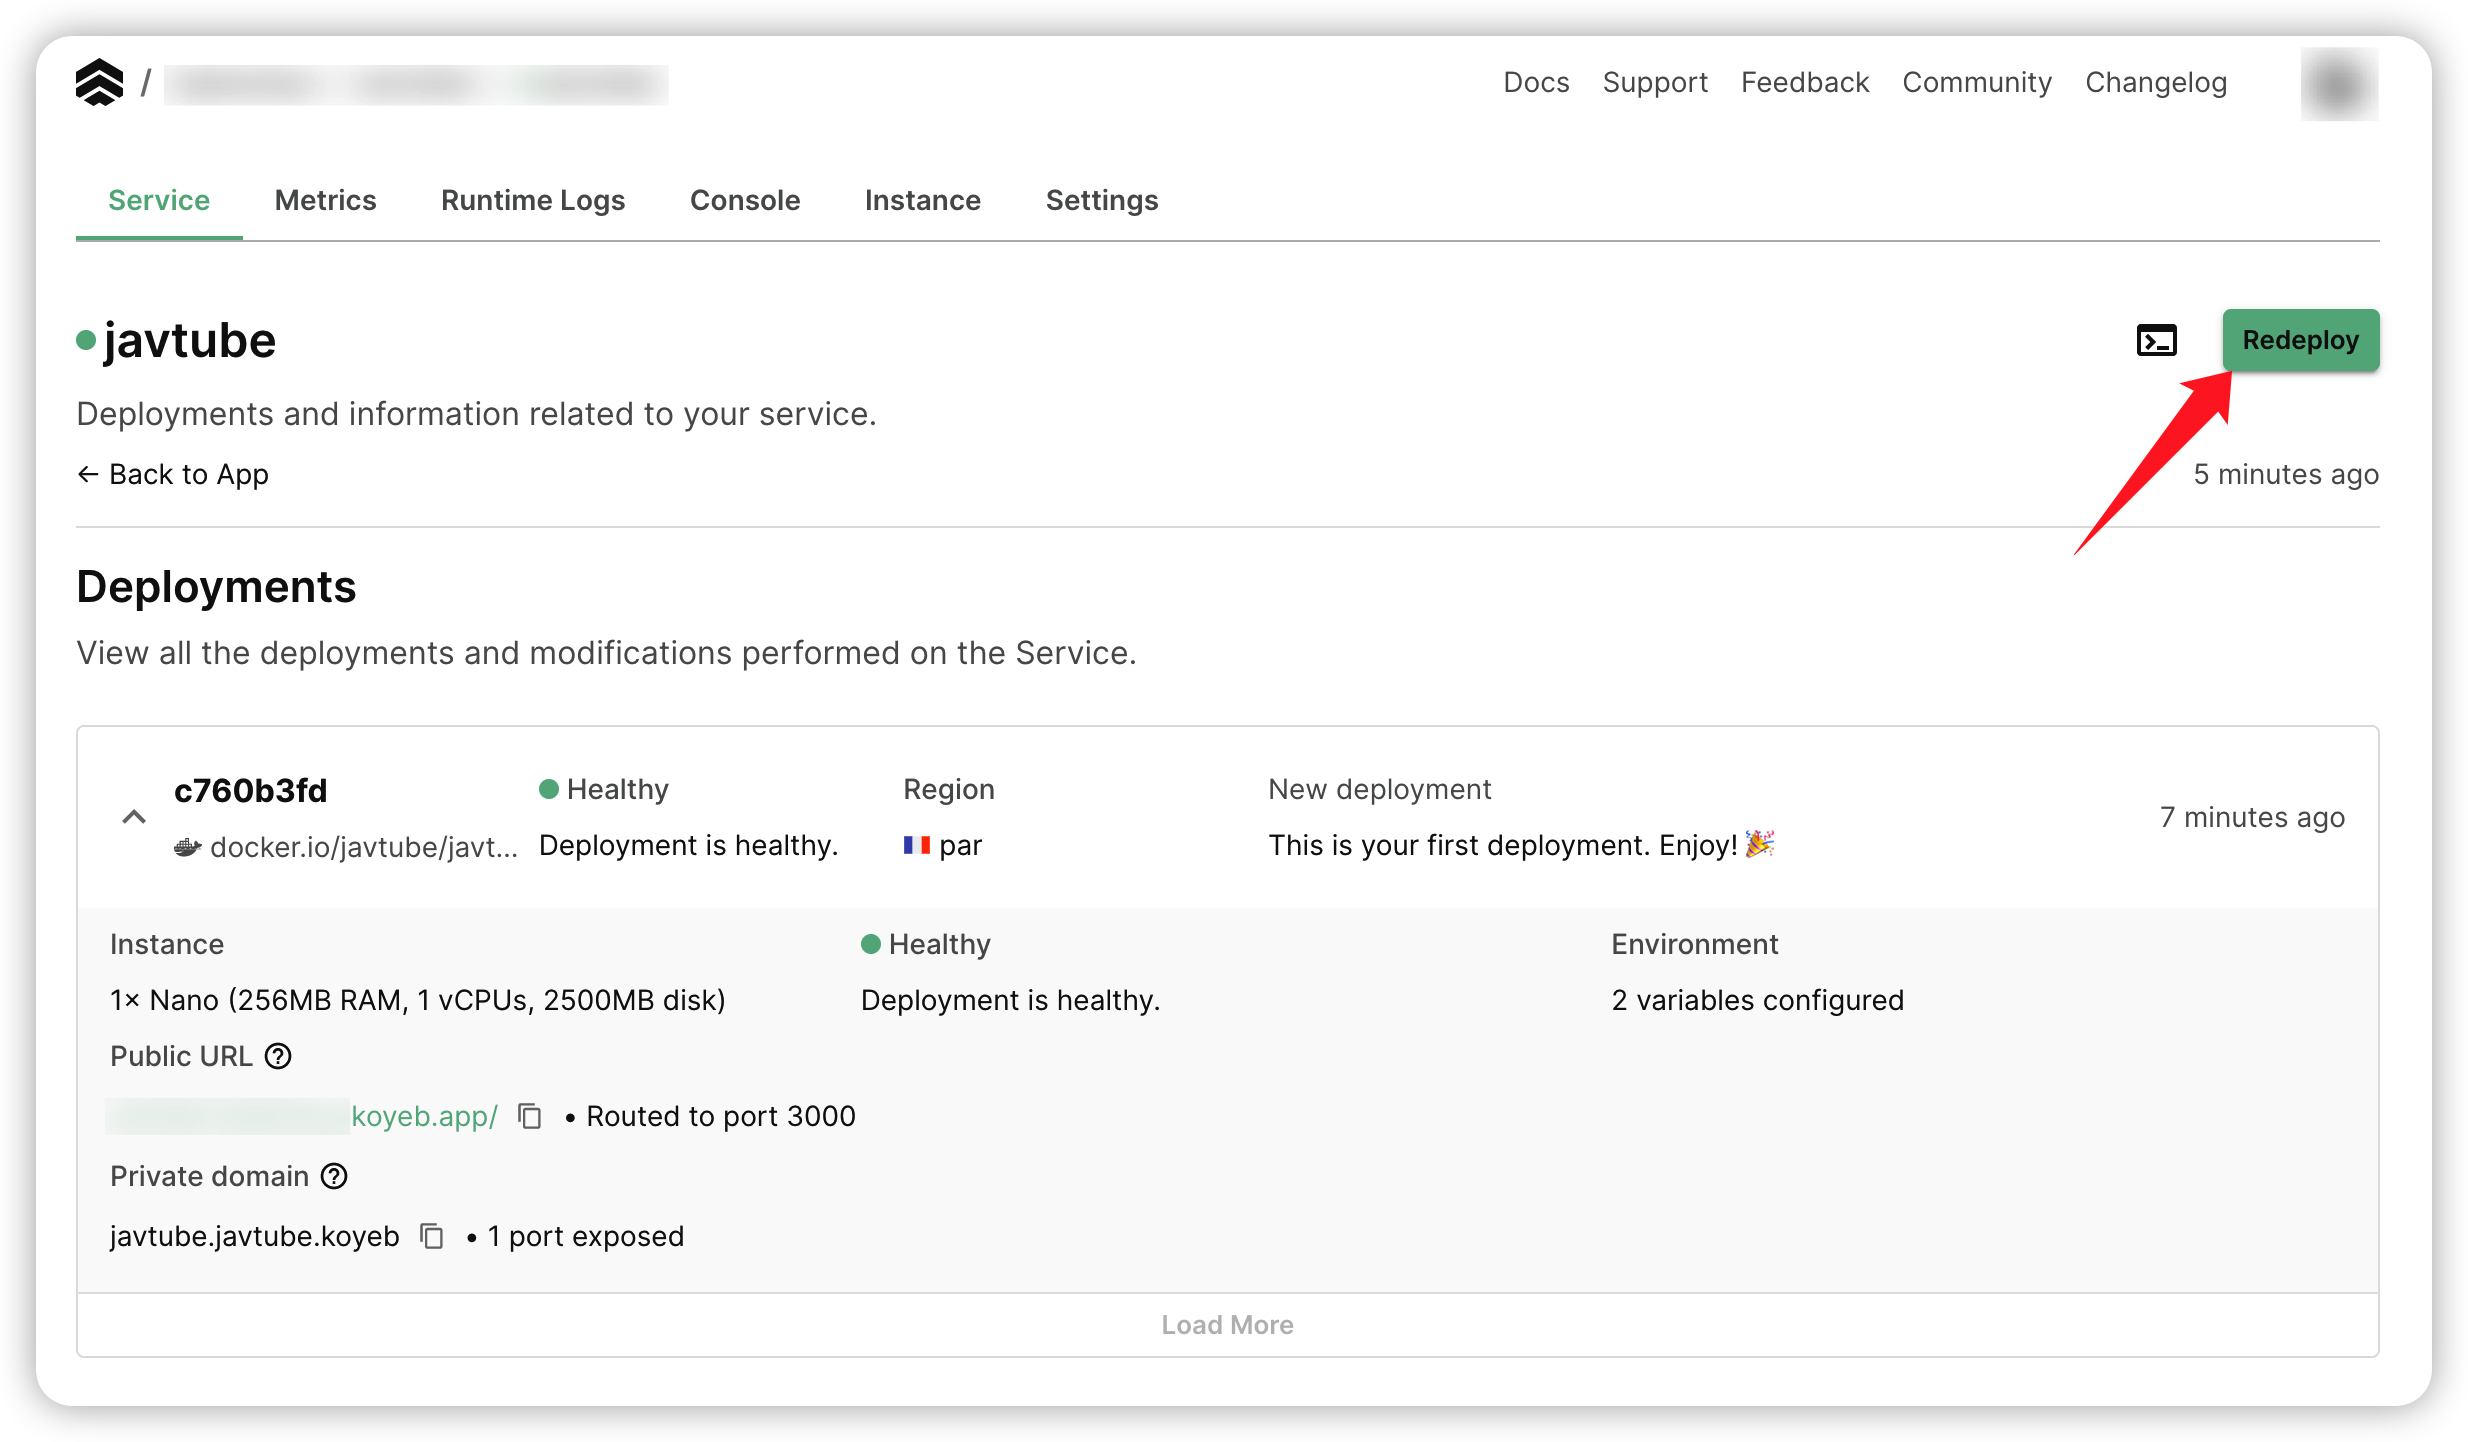 /
Docs Support Feedback Community Changelog
Service Metrics Runtime Logs Console Instance Settings
javtube
Redeploy
Deployments and information related to your service.
← Back to App
5 minutes ago
Deployments
View all the deployments and modifications performed on the Service.
c760b3fd
docker.io/javtube/javt...
Healthy
Deployment is healthy.
Region
🇫🇷 par
New deployment
This is your first deployment. Enjoy! 🎉
7 minutes ago
Instance
1× Nano (256MB RAM, 1 vCPUs, 2500MB disk)
Healthy
Deployment is healthy.
Environment
2 variables configured
Public URL
koyeb.app/ • Routed to port 3000
Private domain
javtube.javtube.koyeb • 1 port exposed
Load More